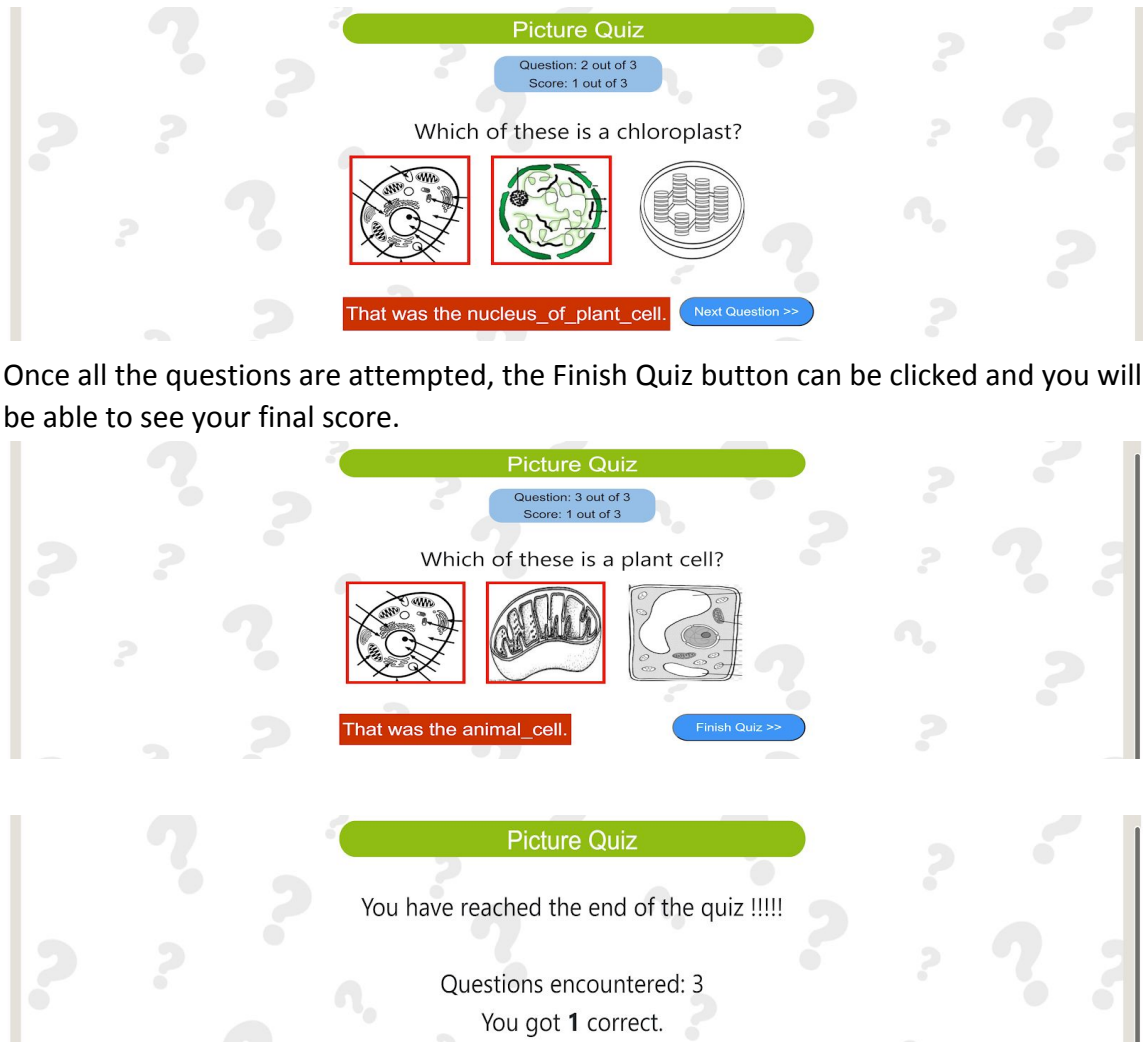 Picture Quiz
Question: 2 out of 3
Score: 1 out of 3
Which of these is a chloroplast?
That was the nucleus_of_plant_cell.
Next Question >>
Once all the questions are attempted, the Finish Quiz button can be clicked and you will
be able to see your final score.
Picture Quiz
Question: 3 out of 3
Score: 1 out of 3
Which of these is a plant cell?
That was the animal_cell.
Finish Quiz >>
Picture Quiz
You have reached the end of the quiz !!!!!
Questions encountered: 3
You got 1 correct.